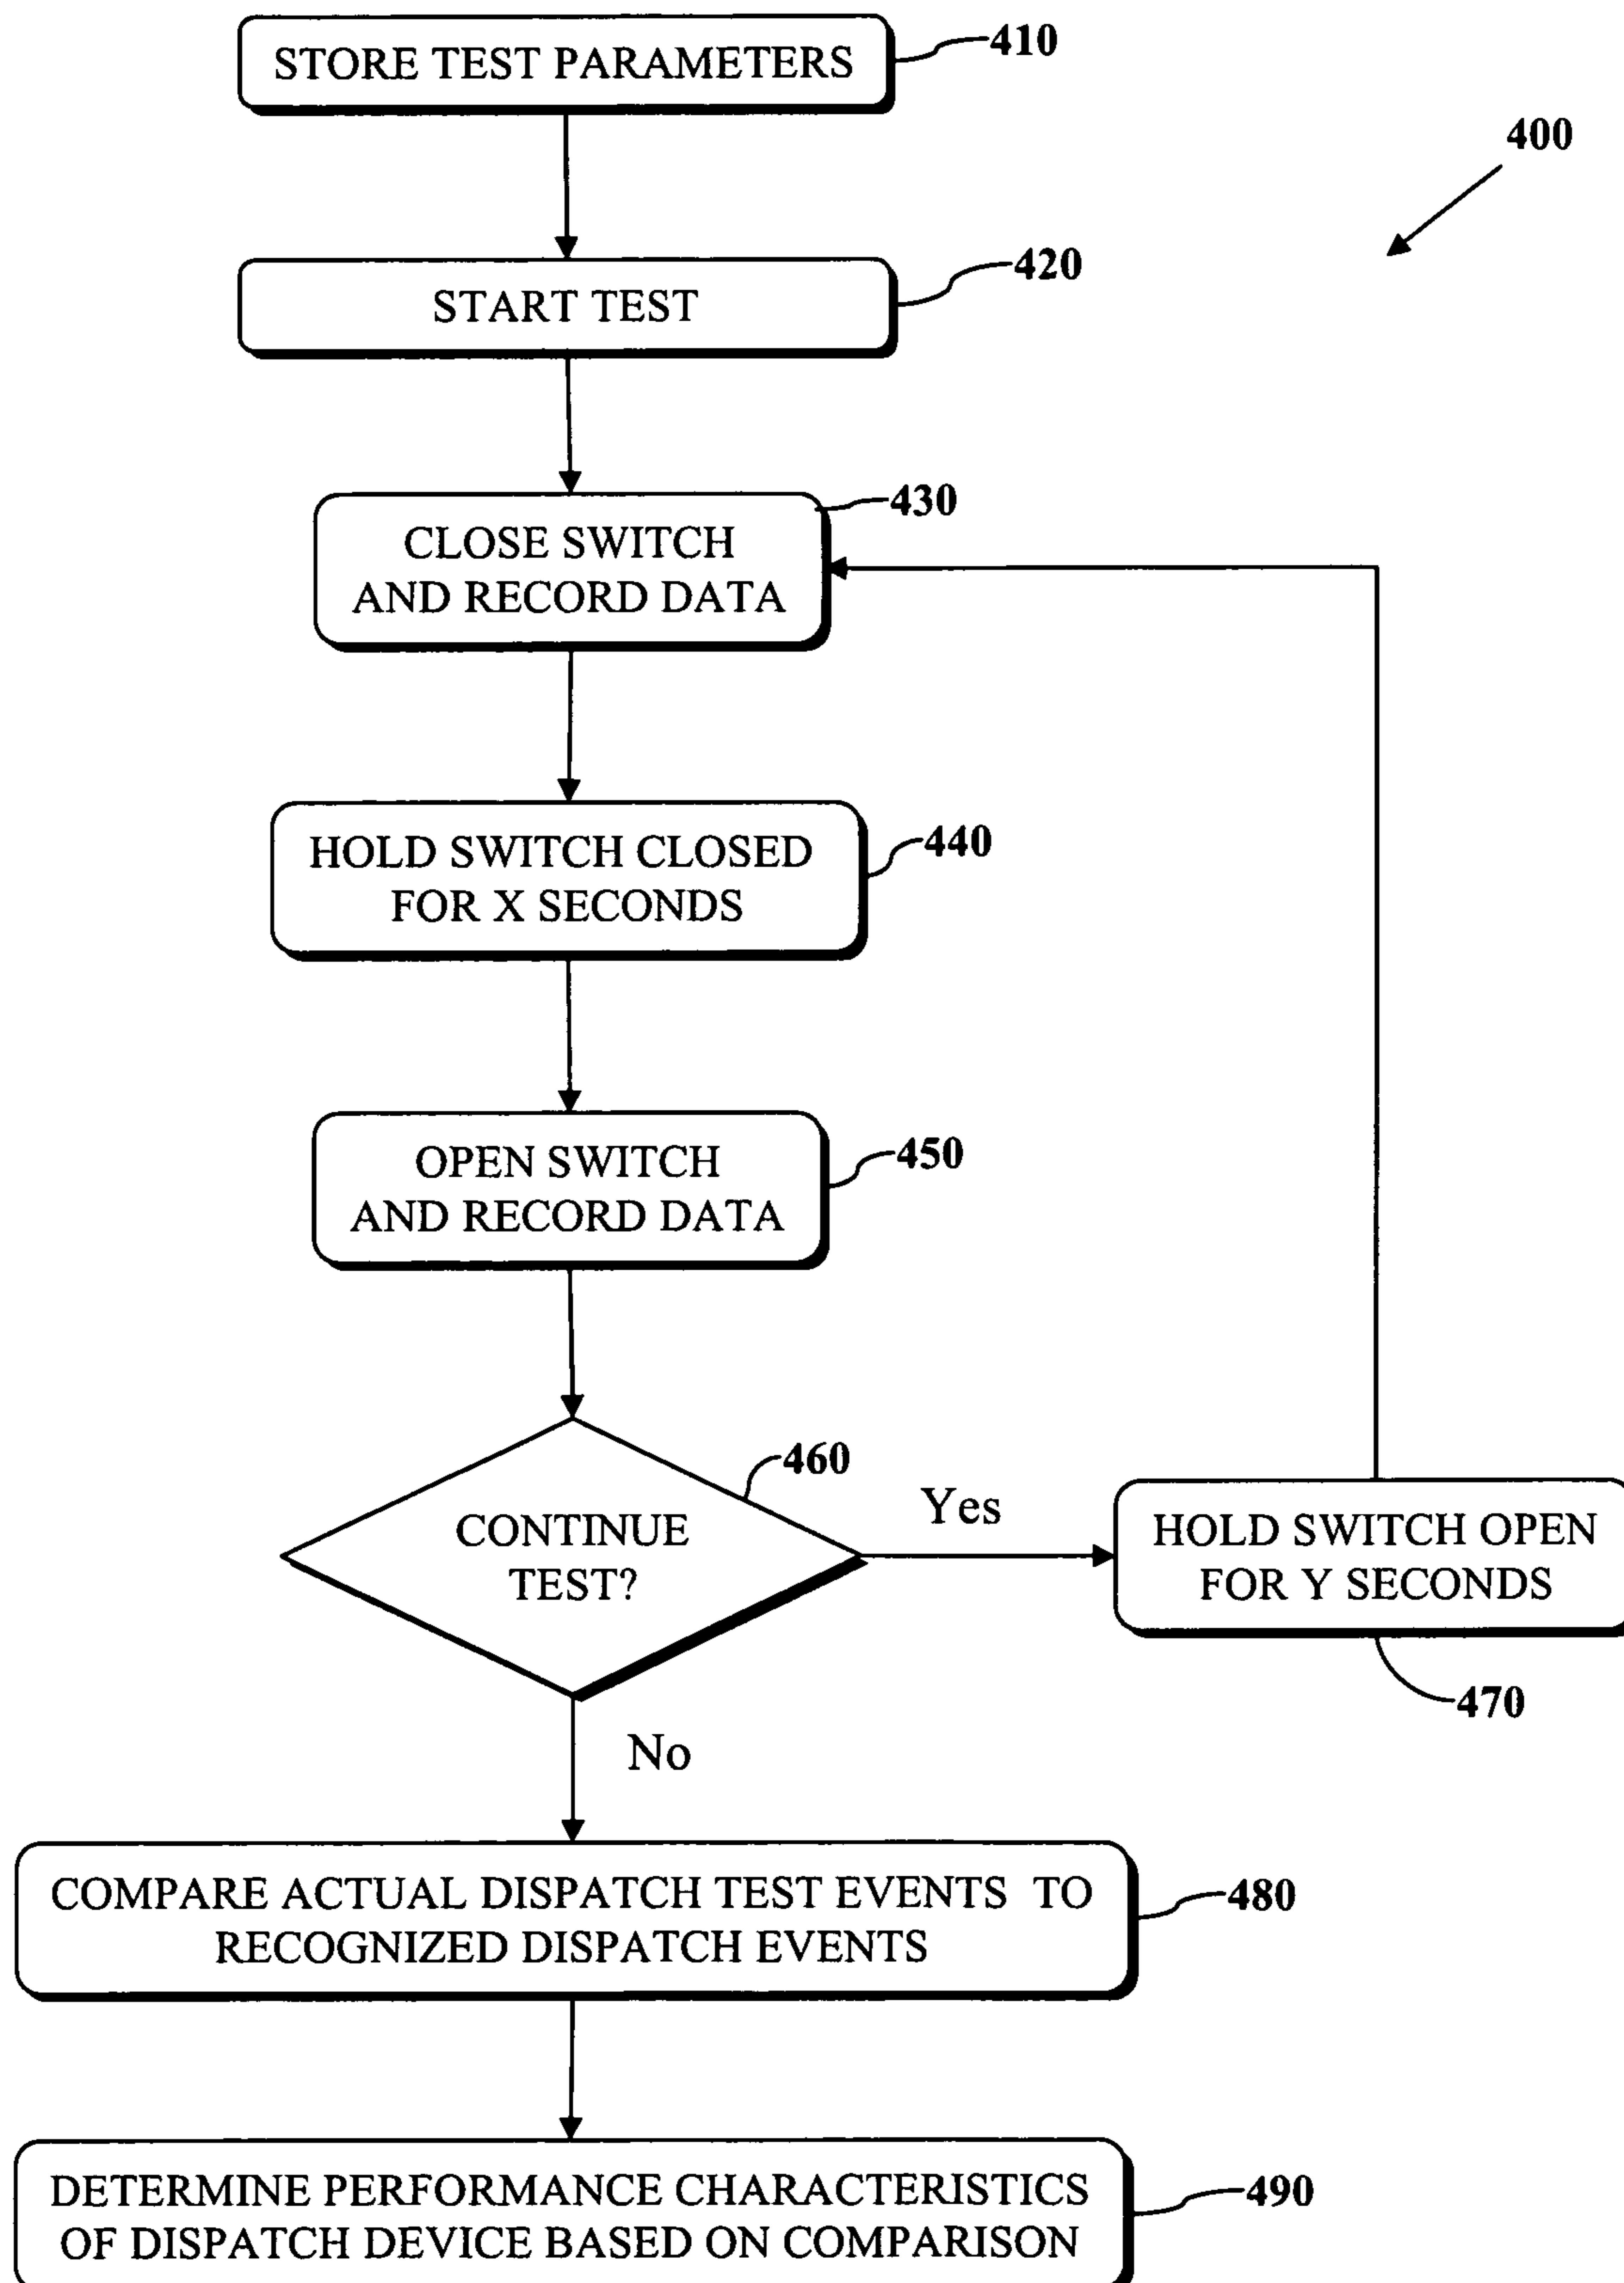 STORE TEST PARAMETERS
410
400
START TEST
420
CLOSE SWITCH
AND RECORD DATA
430
HOLD SWITCH CLOSED
FOR X SECONDS
440
OPEN SWITCH
AND RECORD DATA
450
CONTINUE
TEST?
460
Yes
HOLD SWITCH OPEN
FOR Y SECONDS
470
No
COMPARE ACTUAL DISPATCH TEST EVENTS TO
RECOGNIZED DISPATCH EVENTS
480
DETERMINE PERFORMANCE CHARACTERISTICS
OF DISPATCH DEVICE BASED ON COMPARISON
490